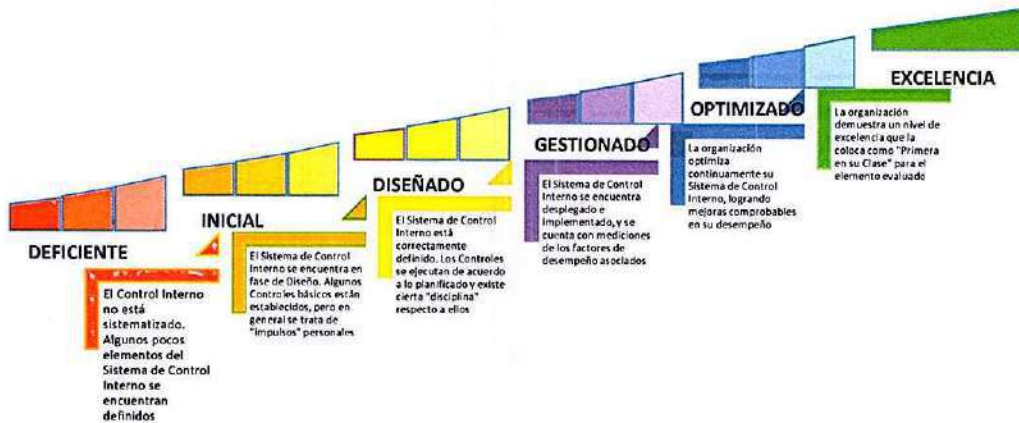 DEFICIENTE
El Control Interno
no está
sistematizado.
Algunos pocos
elementos del
Sistema de Control
Interno se
encuentran
definidos
INICIAL
El Sistema de Control
Interno se encuentra en
fase de Diseño. Algunos
Controles básicos están
establecidos, pero en
general se trata de
"impulsos" personales
DISEÑADO
El Sistema de Control
Interno está
correctamente
definido. Los Controles
se ejecutan de acuerdo
a lo planificado y existe
cierta "disciplina"
respecto a ellos
GESTIONADO
El Sistema de Control
Interno se encuentra
desplegado e
implementado, y se
cuenta con mediciones
de los factores de
desempeño asociados
OPTIMIZADO
La organización
optimiza
continuamente su
Sistema de Control
Interno, logrando
mejoras comprobables
en su desempeño
EXCELENCIA
La organización
demuestra un nivel de
excelencia que la
coloca como "Primera
en su Clase" para el
elemento evaluado